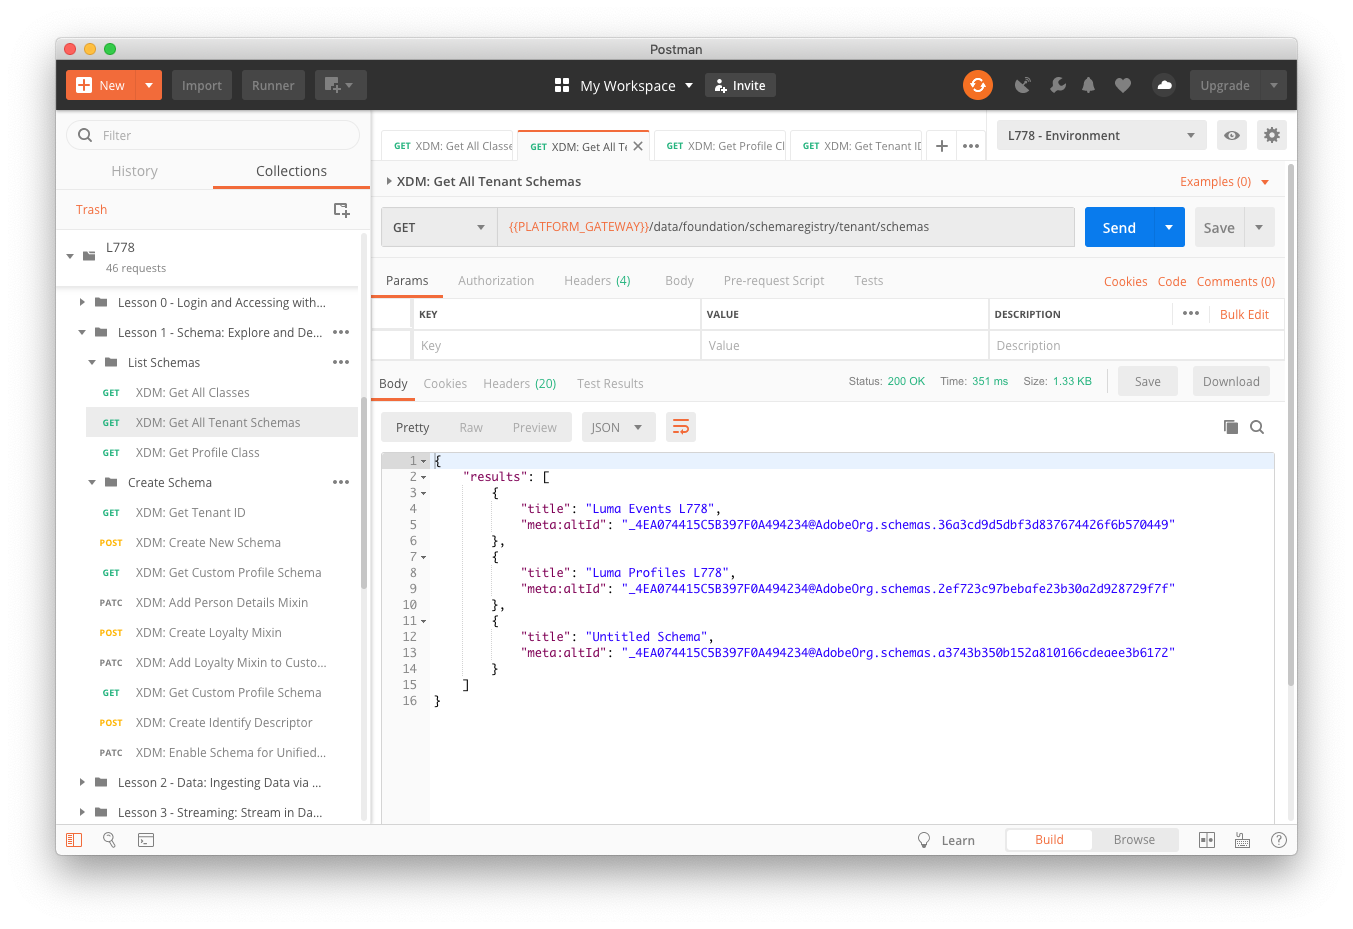 Postman
New
Import
Runner
My Workspace
Invite
Upgrade
Filter
History
Collections
Trash
L778
46 requests
Lesson 0 - Login and Accessing with...
Lesson 1 - Schema: Explore and De...
List Schemas
GET XDM: Get All Classes
GET XDM: Get All Tenant Schemas
GET XDM: Get Profile Class
Create Schema
GET XDM: Get Tenant ID
POST XDM: Create New Schema
GET XDM: Get Custom Profile Schema
PATC XDM: Add Person Details Mixin
POST XDM: Create Loyalty Mixin
PATC XDM: Add Loyalty Mixin to Custo...
GET XDM: Get Custom Profile Schema
POST XDM: Create Identify Descriptor
PATC XDM: Enable Schema for Unified...
Lesson 2 - Data: Ingesting Data via ...
Lesson 3 - Streaming: Stream in Da...
GET XDM: Get All Classe
GET XDM: Get All Te
GET XDM: Get Profile Cl
GET XDM: Get Tenant ID
L778 - Environment
XDM: Get All Tenant Schemas
Examples (0)
GET
{{PLATFORM_GATEWAY}}/data/foundation/schemaregistry/tenant/schemas
Send
Save
Params
Authorization
Headers (4)
Body
Pre-request Script
Tests
Cookies
Code
Comments (0)
KEY
VALUE
DESCRIPTION
Bulk Edit
Key
Value
Description
Body
Cookies
Headers (20)
Test Results
Status: 200 OK
Time: 351 ms
Size: 1.33 KB
Save
Download
Pretty
Raw
Preview
JSON
1 {
2 "results": [
3 {
4 "title": "Luma Events L778",
5 "meta:altId": "_4EA074415C5B397F0A494234@AdobeOrg.schemas.36a3cd9d5dbf3d837674426f6b570449"
6 },
7 {
8 "title": "Luma Profiles L778",
9 "meta:altId": "_4EA074415C5B397F0A494234@AdobeOrg.schemas.2ef723c97bebafe23b30a2d928729f7f"
10 },
11 {
12 "title": "Untitled Schema",
13 "meta:altId": "_4EA074415C5B397F0A494234@AdobeOrg.schemas.a3743b350b152a810166cdeaee3b6172"
14 }
15 ]
16 }
Learn
Build
Browse